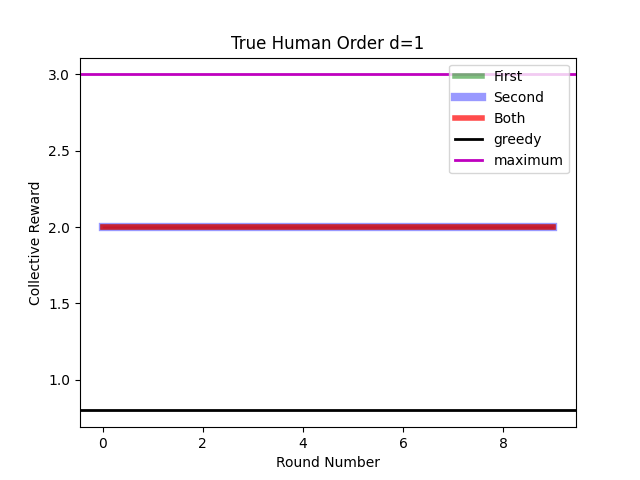 True Human Order d=1
3.0
2.5
2.0
1.5
1.0
Collective Reward
First
Second
Both
greedy
maximum
0 2 4 6 8
Round Number